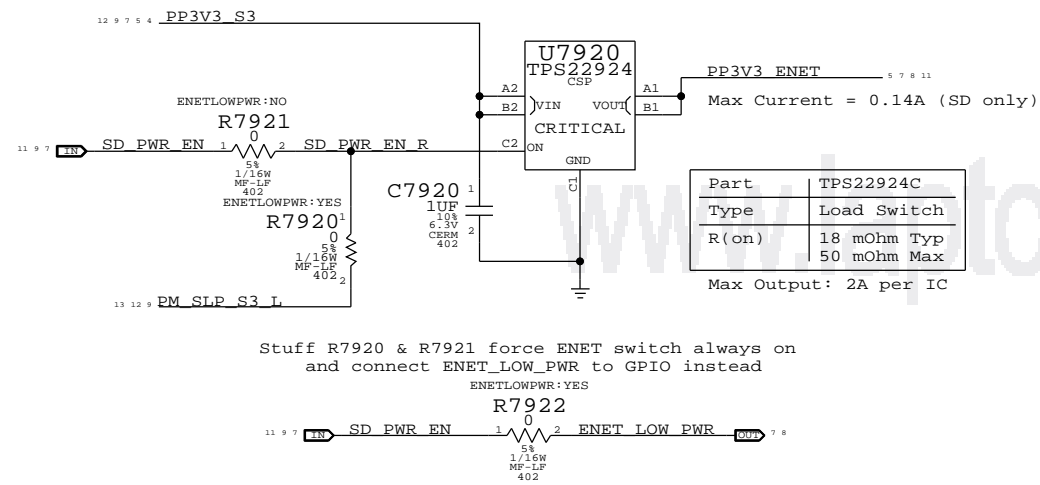 12 9 7 5 4 PP3V3_S3
U7920
TPS22924
CSP
A2
B2
VIN
VOUT
A1
B1
CRITICAL
C2
ON
GND
C1
PP3V3_ENET
5 7 8 11
Max Current = 0.14A (SD only)
ENETLOWPWR:NO
R7921
0
11 9 7 IN SD_PWR_EN 1 2 SD_PWR_EN_R
5%
1/16W
MF-LF
402
ENETLOWPWR:YES
R7920
1
0
5%
1/16W
MF-LF
402
2
13 12 9 PM_SLP_S3_L
C7920
1
1UF
10%
6.3V
CERM
402
2
Part TPS22924C
Type Load Switch
R(on) 18 mOhm Typ
50 mOhm Max
Max Output: 2A per IC
www.lapto
Stuff R7920 & R7921 force ENET switch always on
and connect ENET_LOW_PWR to GPIO instead
ENETLOWPWR:YES
R7922
0
11 9 7 IN SD_PWR_EN 1 2 ENET_LOW_PWR OUT 7 8
5%
1/16W
MF-LF
402